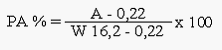 PA % = A - 0,22 / W 16,2 - 0,22 x 100